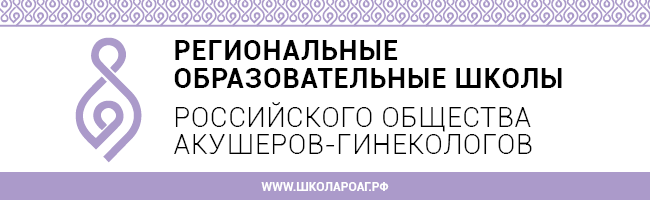 РЕГИОНАЛЬНЫЕ
ОБРАЗОВАТЕЛЬНЫЕ ШКОЛЫ
РОССИЙСКОГО ОБЩЕСТВА
АКУШЕРОВ-ГИНЕКОЛОГОВ
WWW.ШКОЛАРОАГ.РФ